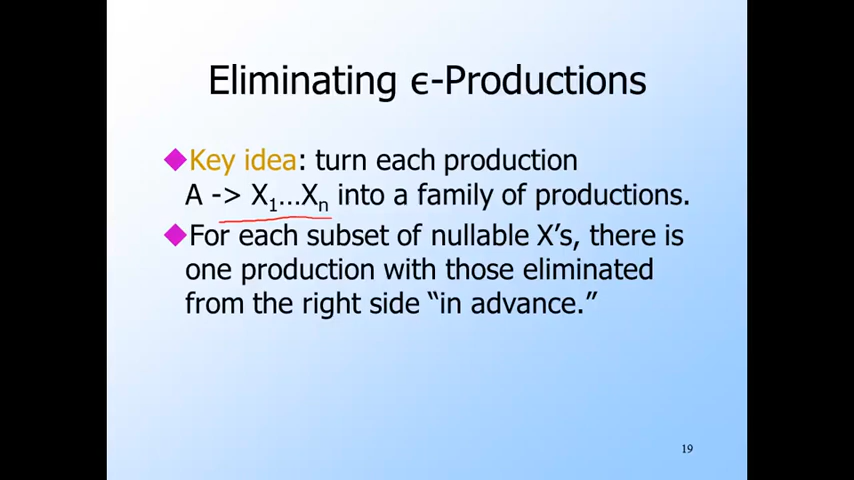 Eliminating ϵ-Productions
Key idea: turn each production
A -> X₁…Xₙ into a family of productions.
For each subset of nullable X’s, there is
one production with those eliminated
from the right side “in advance.”
19